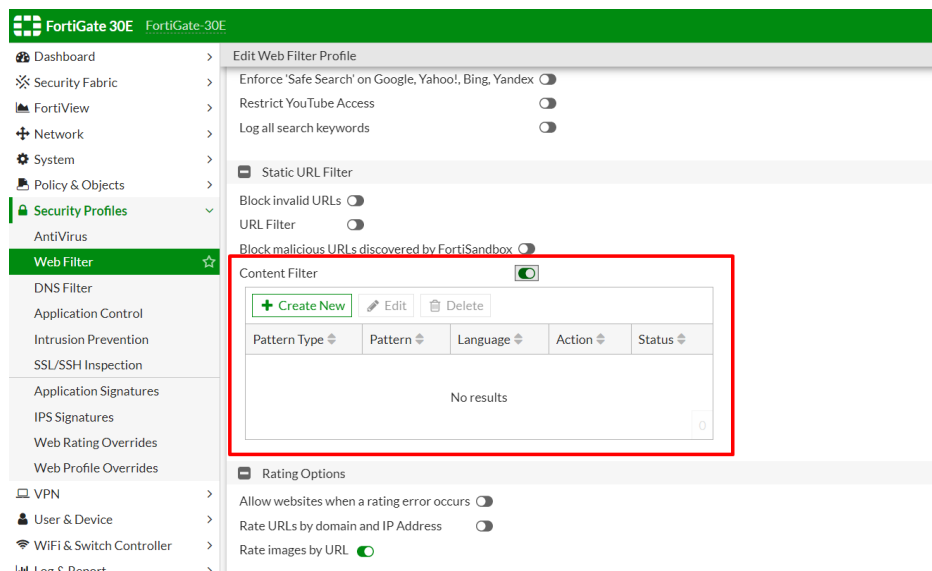 FortiGate 30E FortiGate-30E
Dashboard
Security Fabric
FortiView
Network
System
Policy & Objects
Security Profiles
AntiVirus
Web Filter
DNS Filter
Application Control
Intrusion Prevention
SSL/SSH Inspection
Application Signatures
IPS Signatures
Web Rating Overrides
Web Profile Overrides
VPN
User & Device
WiFi & Switch Controller
Log & Report
Edit Web Filter Profile
Enforce 'Safe Search' on Google, Yahoo!, Bing, Yandex
Restrict YouTube Access
Log all search keywords
Static URL Filter
Block invalid URLs
URL Filter
Block malicious URLs discovered by FortiSandbox
Content Filter
Create New Edit Delete
Pattern Type Pattern Language Action Status
No results
0
Rating Options
Allow websites when a rating error occurs
Rate URLs by domain and IP Address
Rate images by URL